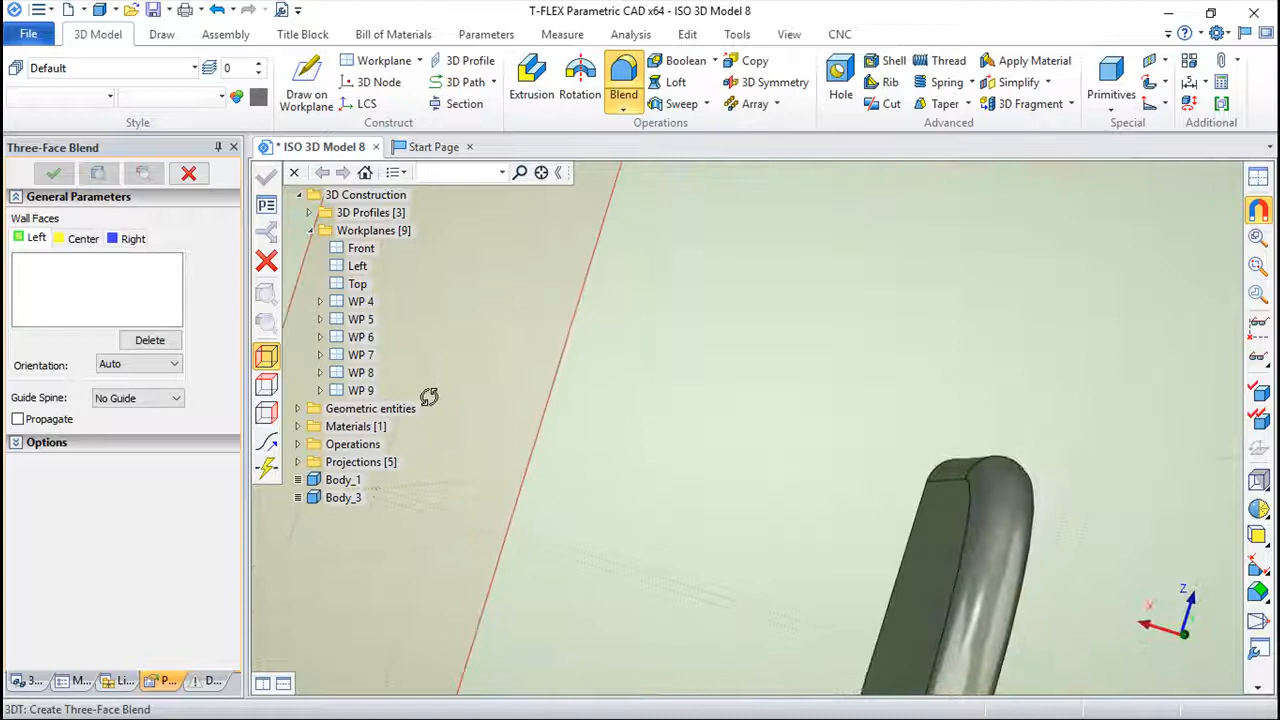 T-FLEX Parametric CAD x64 - ISO 3D Model 8
File
3D Model
Draw
Assembly
Title Block
Bill of Materials
Parameters
Measure
Analysis
Edit
Tools
View
CNC
Default
0
Style
Draw on
Workplane
Workplane
3D Node
LCS
3D Profile
3D Path
Section
Construct
Extrusion
Rotation
Blend
Boolean
Loft
Sweep
Copy
3D Symmetry
Array
Operations
Hole
Shell
Rib
Cut
Thread
Spring
Taper
Apply Material
Simplify
3D Fragment
Advanced
Primitives
Special
Additional
Three-Face Blend
* ISO 3D Model 8
Start Page
General Parameters
Wall Faces
Left
Center
Right
Delete
Orientation:
Auto
Guide Spine:
No Guide
Propagate
Options
PE
3D Construction
3D Profiles [3]
Workplanes [9]
Front
Left
Top
WP 4
WP 5
WP 6
WP 7
WP 8
WP 9
Geometric entities
Materials [1]
Operations
Projections [5]
Body_1
Body_3
Z
X
3...
M...
Li...
P...
D...
3DT: Create Three-Face Blend